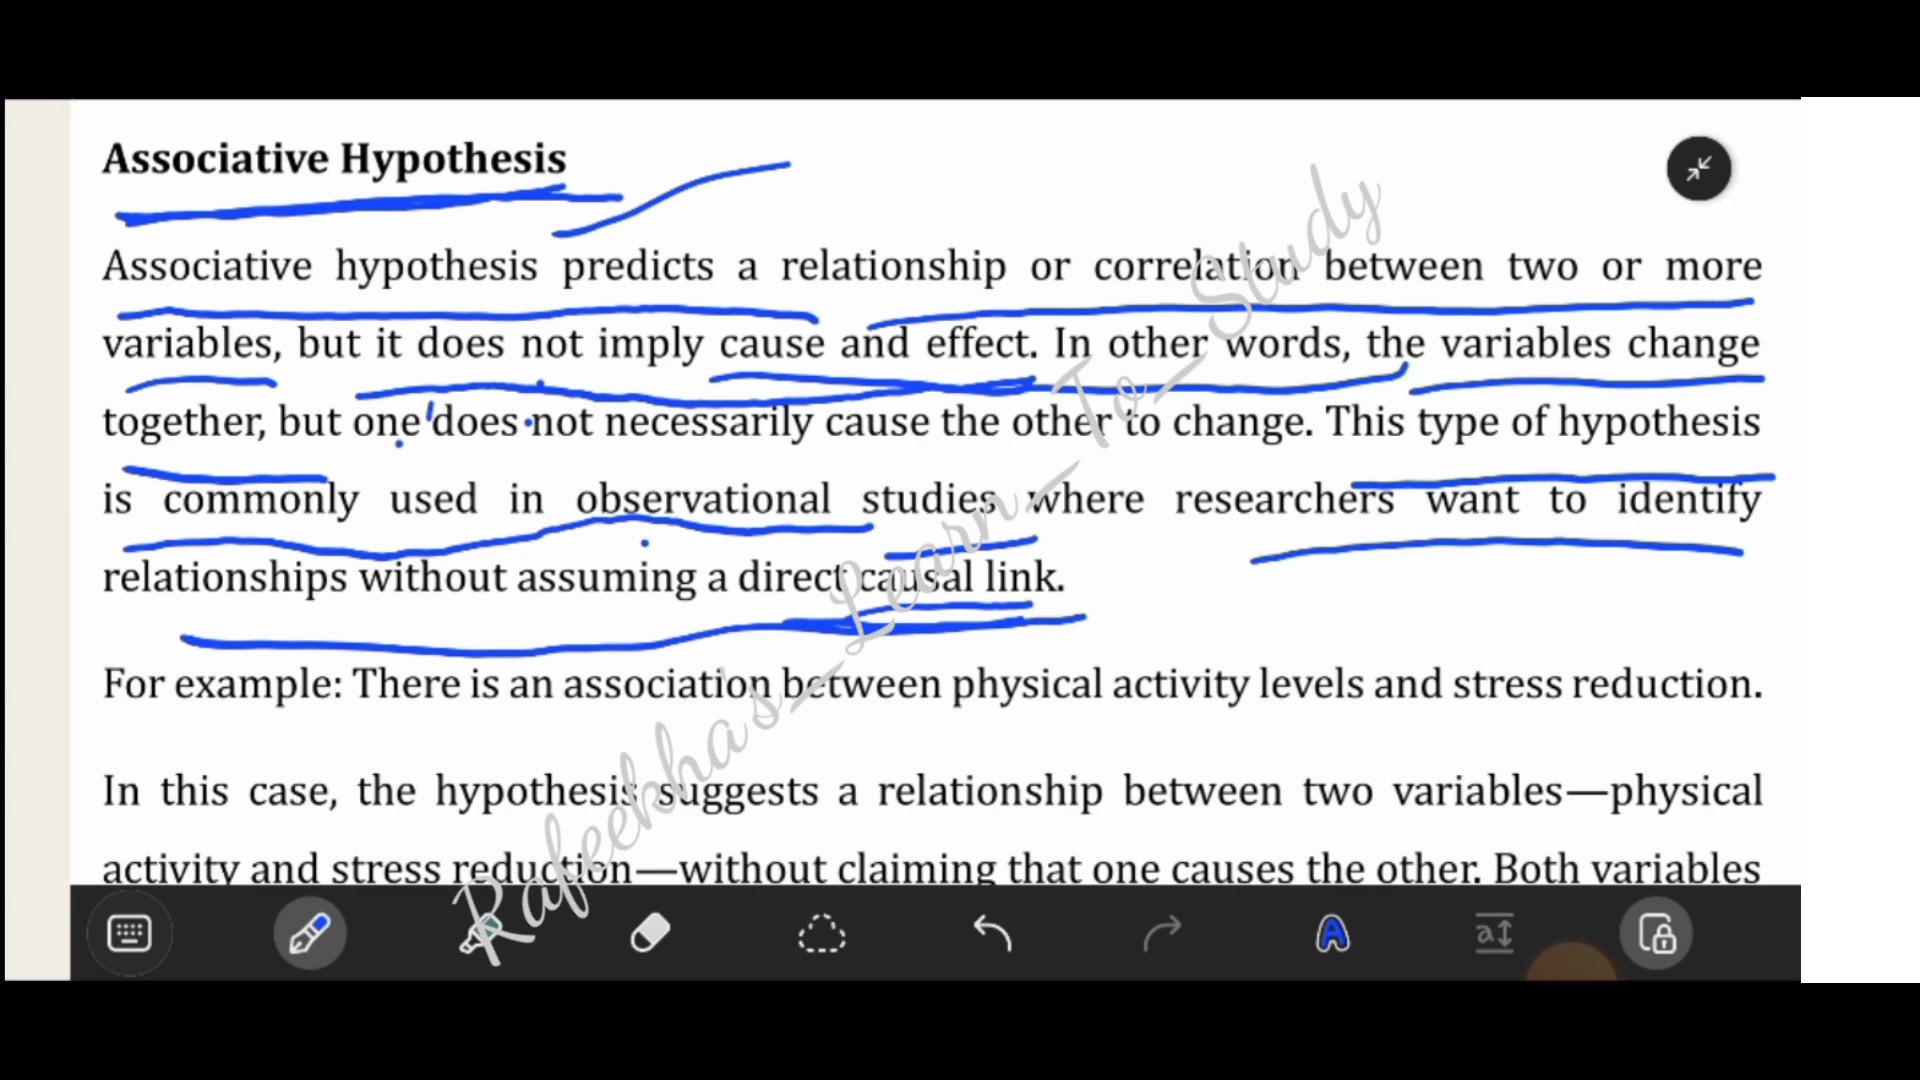 Associative Hypothesis
Associative hypothesis predicts a relationship or correlation between two or more
variables, but it does not imply cause and effect. In other words, the variables change
together, but one does not necessarily cause the other to change. This type of hypothesis
is commonly used in observational studies where researchers want to identify
relationships without assuming a direct causal link.
For example: There is an association between physical activity levels and stress reduction.
In this case, the hypothesis suggests a relationship between two variables—physical
activity and stress reduction—without claiming that one causes the other. Both variables
Rafeekha's_Learn_To_Study